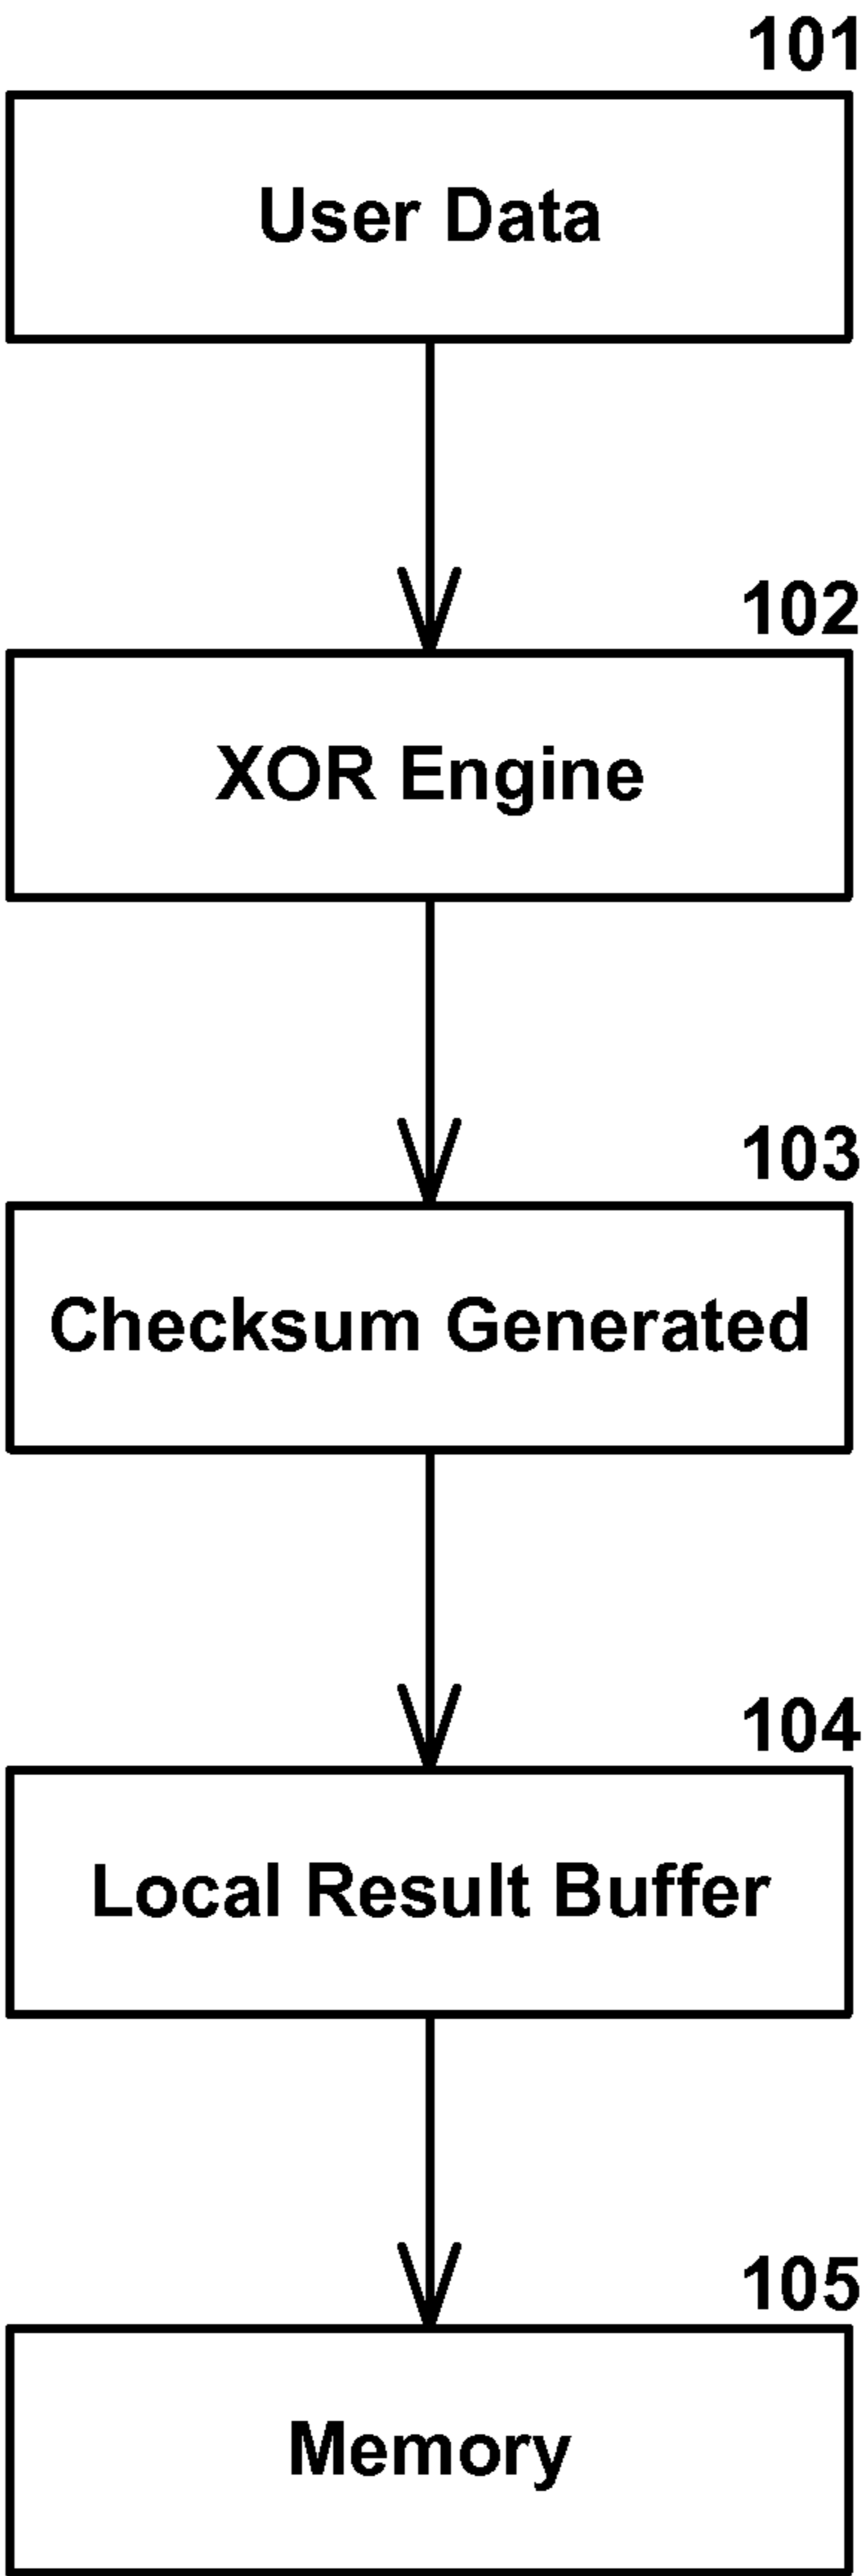 101
User Data
102
XOR Engine
103
Checksum Generated
104
Local Result Buffer
105
Memory